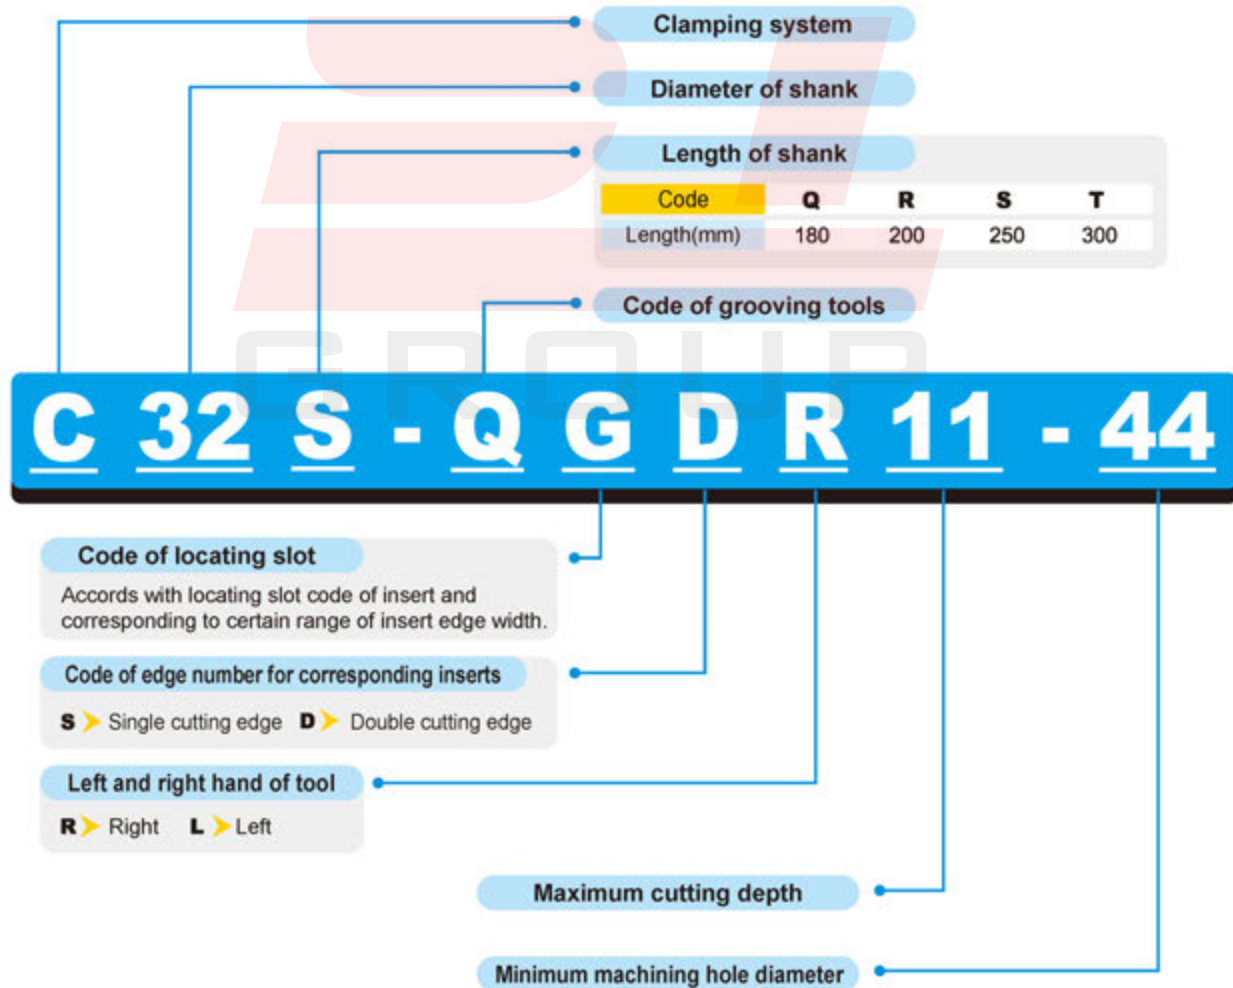 Clamping system
Diameter of shank
Length of shank
Code Q R S T
Length(mm) 180 200 250 300
Code of grooving tools
GROUP
C 32 S - Q G D R 11 - 44
Code of locating slot
Accords with locating slot code of insert and
corresponding to certain range of insert edge width.
Code of edge number for corresponding inserts
S Single cutting edge D Double cutting edge
Left and right hand of tool
R Right L Left
Maximum cutting depth
Minimum machining hole diameter